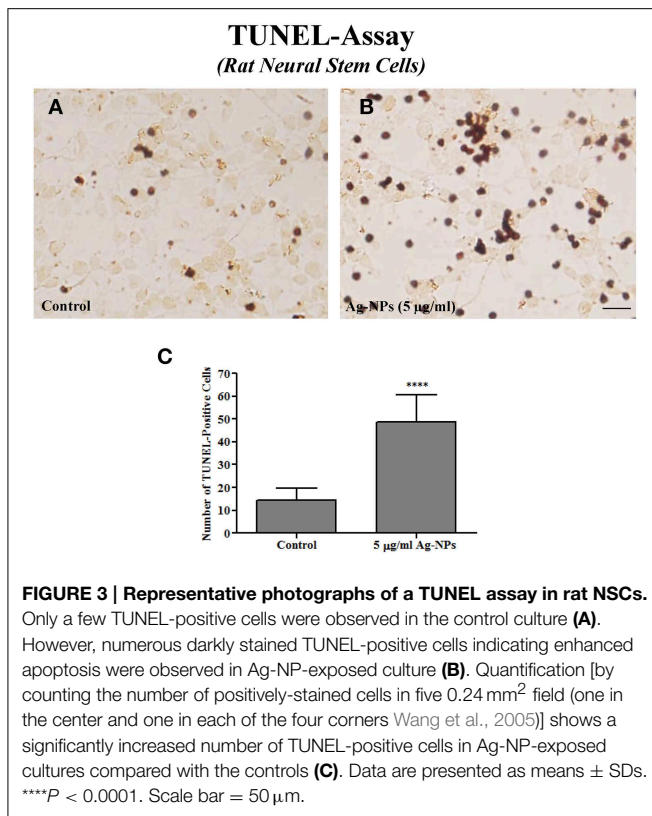 TUNEL-Assay
(Rat Neural Stem Cells)
A
B
Control
Ag-NPs (5 µg/ml)
C
Number of TUNEL-Positive Cells
70
60
50
40
30
20
10
0
****
Control
5 µg/ml Ag-NPs
FIGURE 3 | Representative photographs of a TUNEL assay in rat NSCs.
Only a few TUNEL-positive cells were observed in the control culture (A).
However, numerous darkly stained TUNEL-positive cells indicating enhanced
apoptosis were observed in Ag-NP-exposed culture (B). Quantification [by
counting the number of positively-stained cells in five 0.24 mm² field (one in
the center and one in each of the four corners Wang et al., 2005)] shows a
significantly increased number of TUNEL-positive cells in Ag-NP-exposed
cultures compared with the controls (C). Data are presented as means ± SDs.
****P < 0.0001. Scale bar = 50 µm.